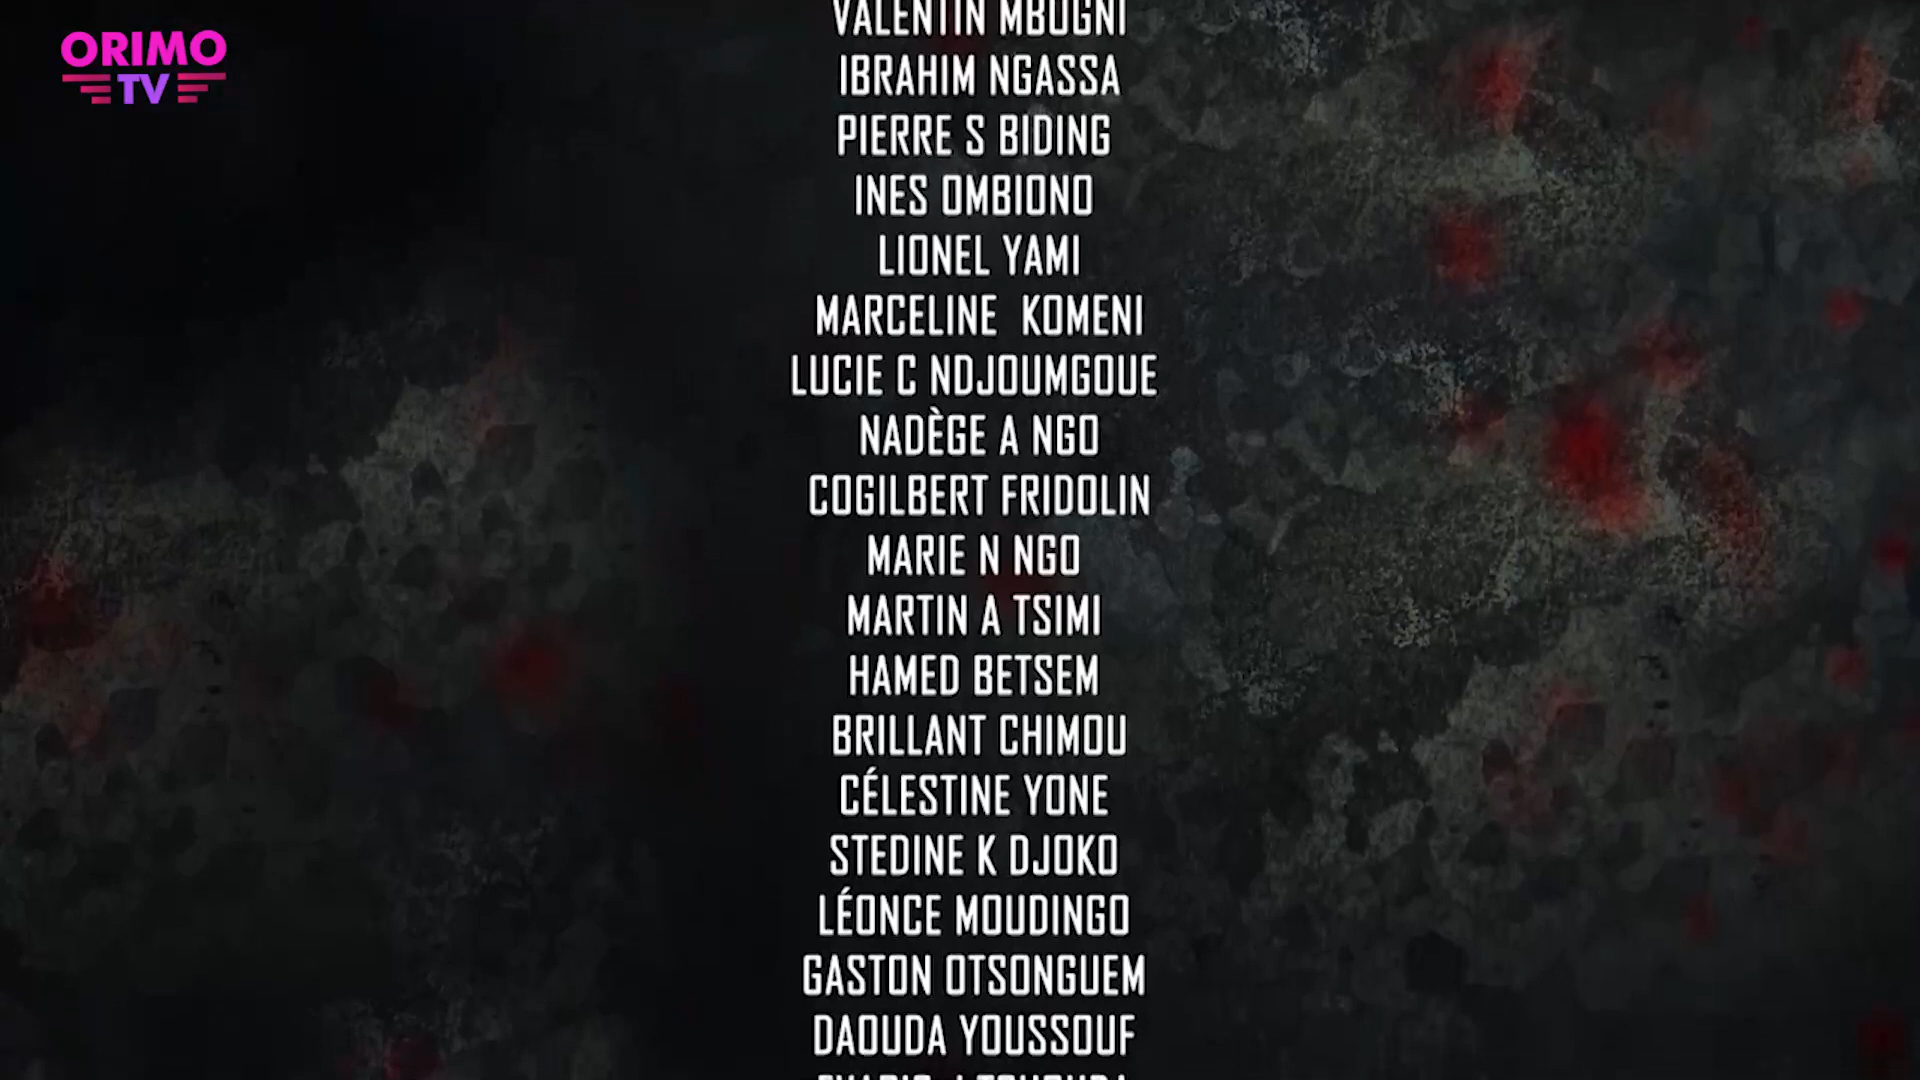 ORIMO
TV
VALENTIN MBOGNI
IBRAHIM NGASSA
PIERRE S BIDING
INES OMBIONO
LIONEL YAMI
MARCELINE KOMENI
LUCIE C NDJOUMGOUE
NADÈGE A NGO
COGILBERT FRIDOLIN
MARIE N NGO
MARTIN A TSIMI
HAMED BETSEM
BRILLANT CHIMOU
CÉLESTINE YONE
STEDINE K DJOKO
LÉONCE MOUDINGO
GASTON OTSONGUEM
DAOUDA YOUSSOUF